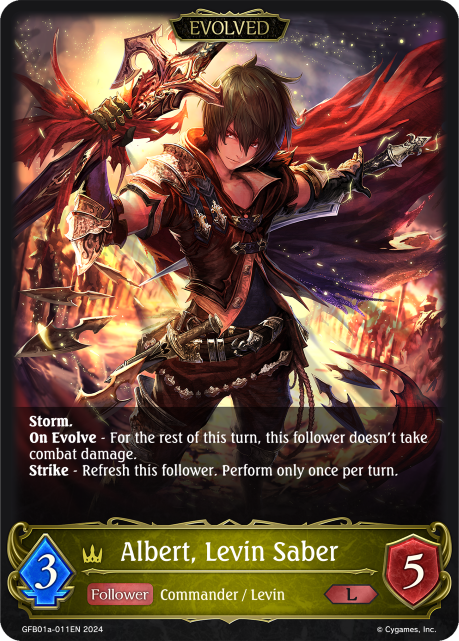 EVOLVED
Storm.
On Evolve - For the rest of this turn, this follower doesn't take
combat damage.
Strike - Refresh this follower. Perform only once per turn.
3
Albert, Levin Saber
5
Follower
Commander / Levin
L
GFB01a-011EN 2024
© Cygames, Inc.